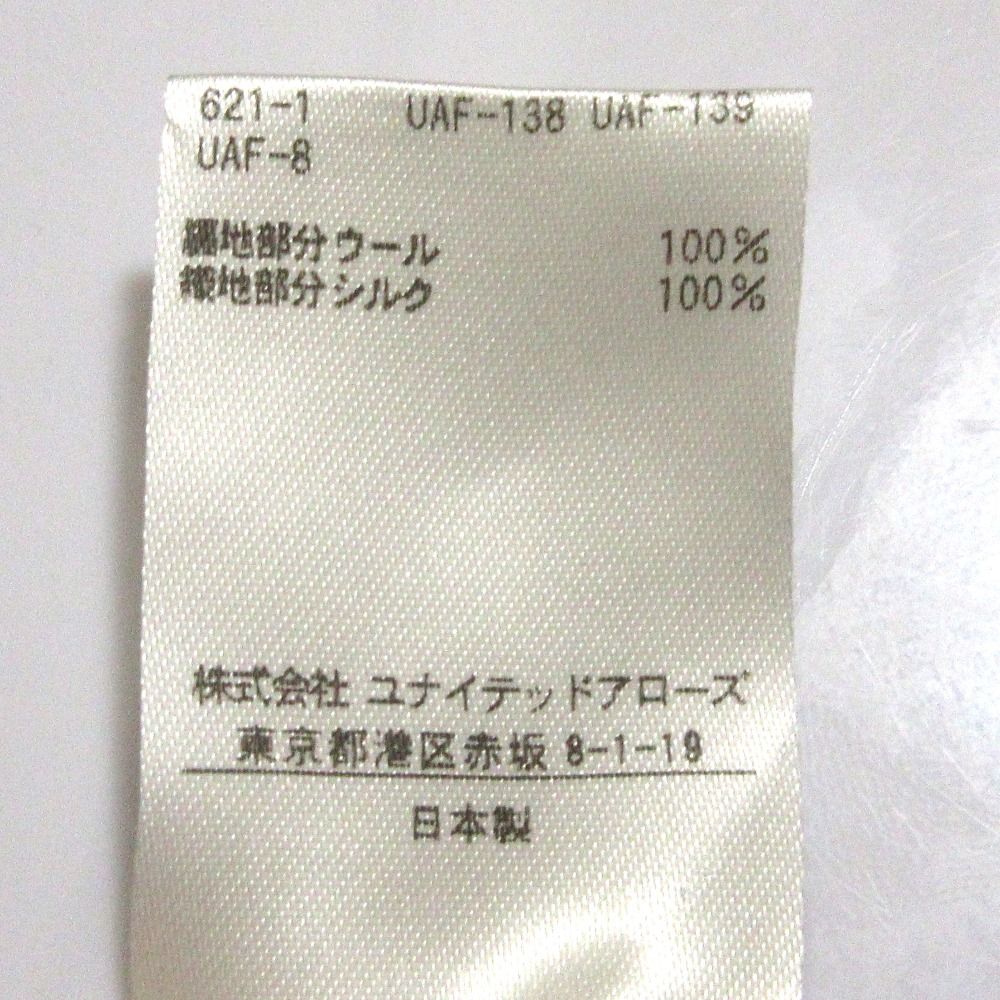 621-1 UAF-138 UAF-139
UAF-8
編地部分ウール 100%
織地部分シルク 100%
株式会社 ユナイテッドアローズ
東京都港区赤坂 8-1-19
日本製